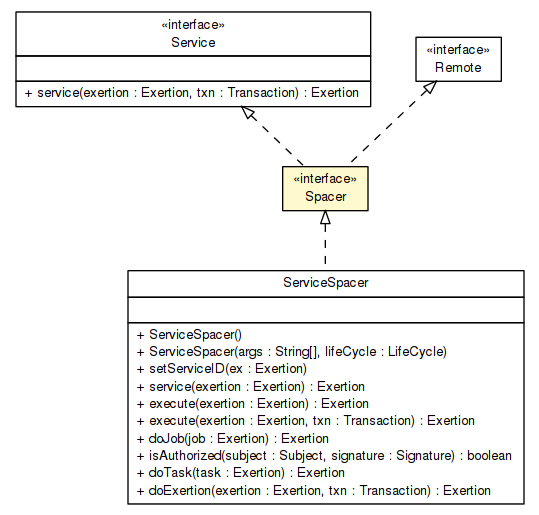 «interface»
Service
+ service(exertion : Exertion, txn : Transaction) : Exertion
«interface»
Remote
«interface»
Spacer
ServiceSpacer
+ ServiceSpacer()
+ ServiceSpacer(args : String[], lifeCycle : LifeCycle)
+ setServiceID(ex : Exertion)
+ service(exertion : Exertion) : Exertion
+ execute(exertion : Exertion) : Exertion
+ execute(exertion : Exertion, txn : Transaction) : Exertion
+ doJob(job : Exertion) : Exertion
+ isAuthorized(subject : Subject, signature : Signature) : boolean
+ doTask(task : Exertion) : Exertion
+ doExertion(exertion : Exertion, txn : Transaction) : Exertion